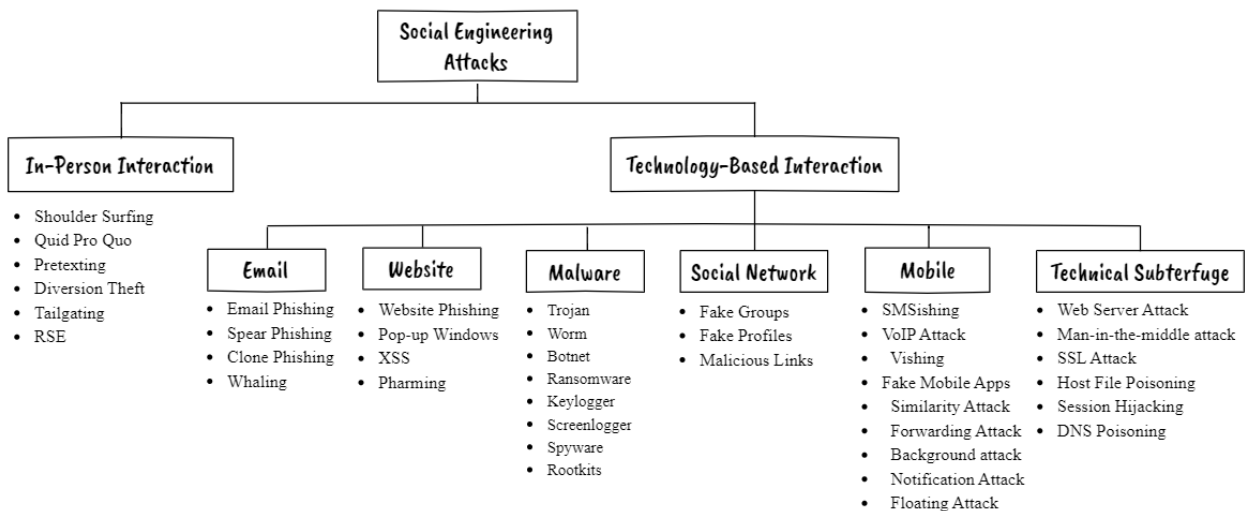 Social Engineering
Attacks
In-Person Interaction
• Shoulder Surfing
• Quid Pro Quo
• Pretexting
• Diversion Theft
• Tailgating
• RSE
Technology-Based Interaction
Email
• Email Phishing
• Spear Phishing
• Clone Phishing
• Whaling
Website
• Website Phishing
• Pop-up Windows
• XSS
• Pharming
Malware
• Trojan
• Worm
• Botnet
• Ransomware
• Keylogger
• Screenlogger
• Spyware
• Rootkits
Social Network
• Fake Groups
• Fake Profiles
• Malicious Links
Mobile
• SMSishing
• VoIP Attack
• Vishing
• Fake Mobile Apps
• Similarity Attack
• Forwarding Attack
• Background attack
• Notification Attack
• Floating Attack
Technical Subterfuge
• Web Server Attack
• Man-in-the-middle attack
• SSL Attack
• Host File Poisoning
• Session Hijacking
• DNS Poisoning